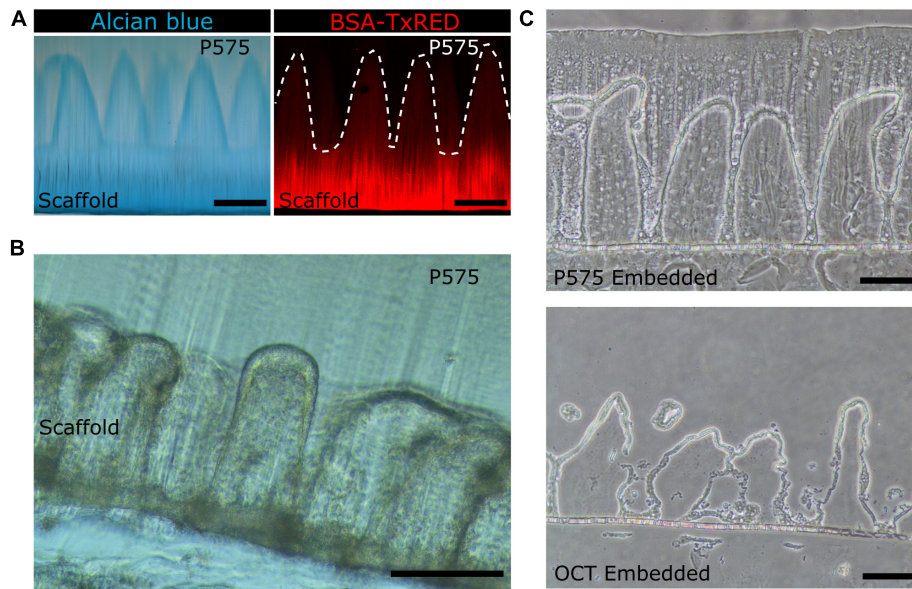 A
Alcian blue
BSA-TxRED
P575
P575
Scaffold
Scaffold
B
P575
Scaffold
C
P575 Embedded
OCT Embedded